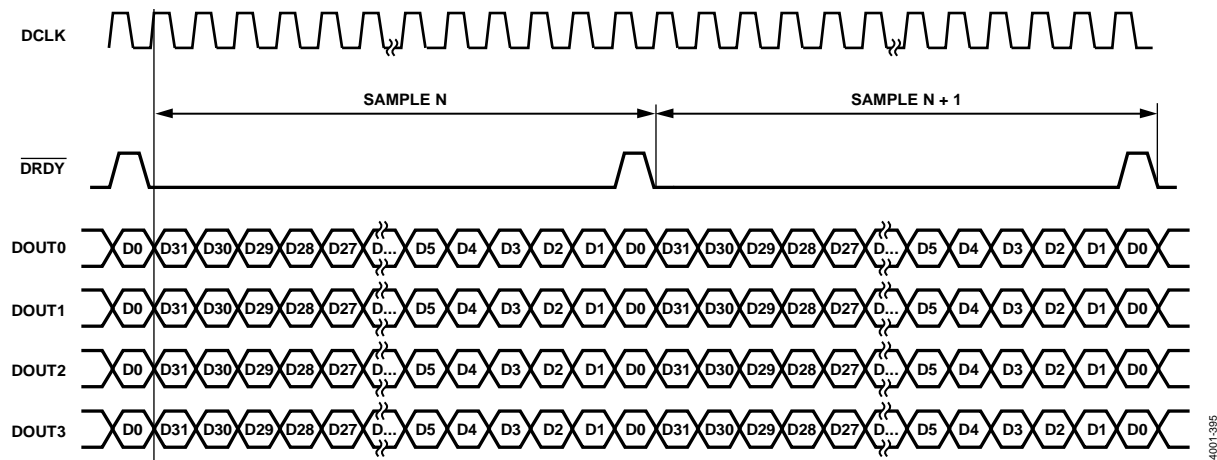 DCLK
SAMPLE N SAMPLE N + 1
DRDY
DOUT0 D0 D31 D30 D29 D28 D27 D... D5 D4 D3 D2 D1 D0 D31 D30 D29 D28 D27 D... D5 D4 D3 D2 D1 D0
DOUT1 D0 D31 D30 D29 D28 D27 D... D5 D4 D3 D2 D1 D0 D31 D30 D29 D28 D27 D... D5 D4 D3 D2 D1 D0
DOUT2 D0 D31 D30 D29 D28 D27 D... D5 D4 D3 D2 D1 D0 D31 D30 D29 D28 D27 D... D5 D4 D3 D2 D1 D0
DOUT3 D0 D31 D30 D29 D28 D27 D... D5 D4 D3 D2 D1 D0 D31 D30 D29 D28 D27 D... D5 D4 D3 D2 D1 D0
4001-395